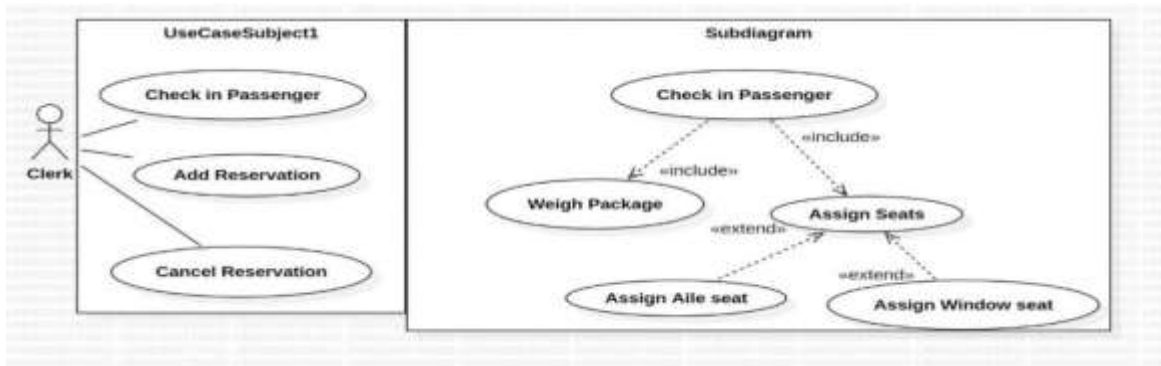 UseCaseSubject1
Check in Passenger
Clerk
Add Reservation
Cancel Reservation
Subdiagram
Check in Passenger
«include»
«include»
Weigh Package
Assign Seats
«extend»
«extend»
Assign Aile seat
Assign Window seat